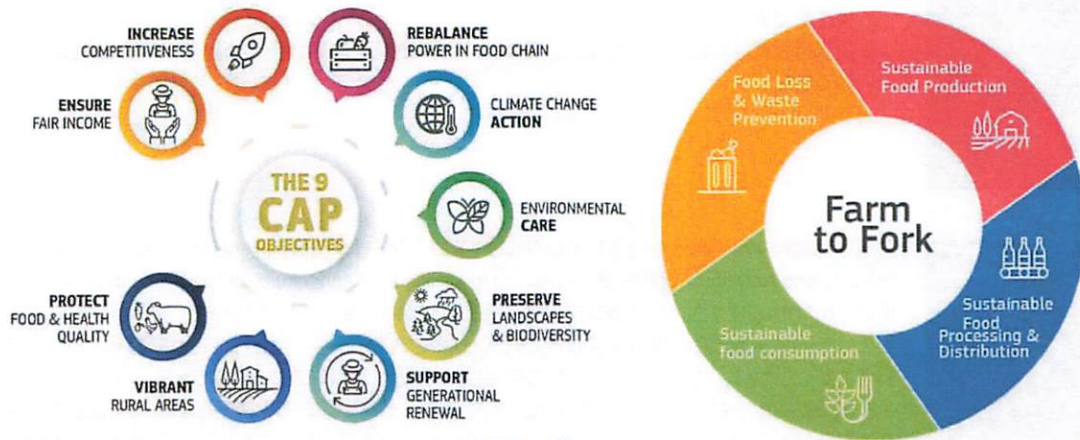 INCREASE
COMPETITIVENESS
REBALANCE
POWER IN FOOD CHAIN
ENSURE
FAIR INCOME
CLIMATE CHANGE
ACTION
THE 9
CAP
OBJECTIVES
ENVIRONMENTAL
CARE
PROTECT
FOOD & HEALTH
QUALITY
PRESERVE
LANDSCAPES
& BIODIVERSITY
VIBRANT
RURAL AREAS
SUPPORT
GENERATIONAL
RENEWAL
Food Loss
& Waste
Prevention
Sustainable
Food Production
Farm
to Fork
Sustainable
Food
Processing &
Distribution
Sustainable
food consumption